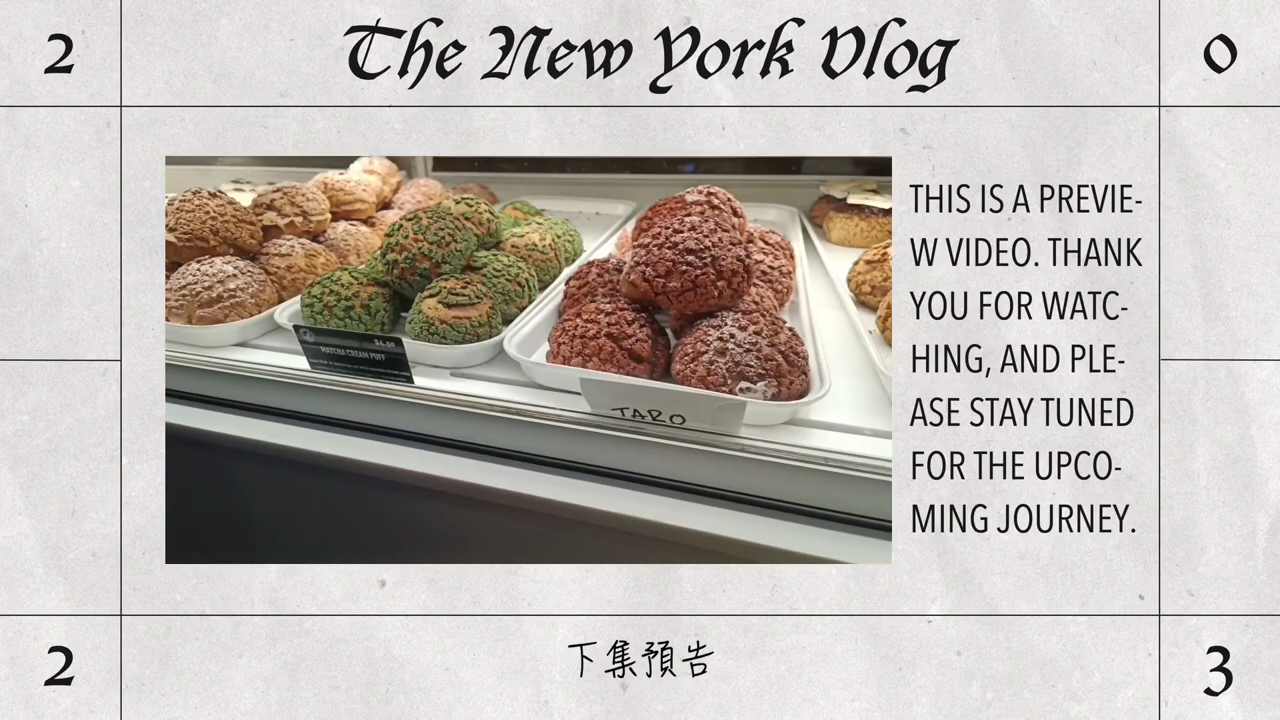 2
The New York Vlog
0
THIS IS A PREVIE-
W VIDEO. THANK
YOU FOR WATC-
HING, AND PLE-
ASE STAY TUNED
FOR THE UPCO-
MING JOURNEY.
MATCHA CREAM PUFF
TARO
2
下集預告
3